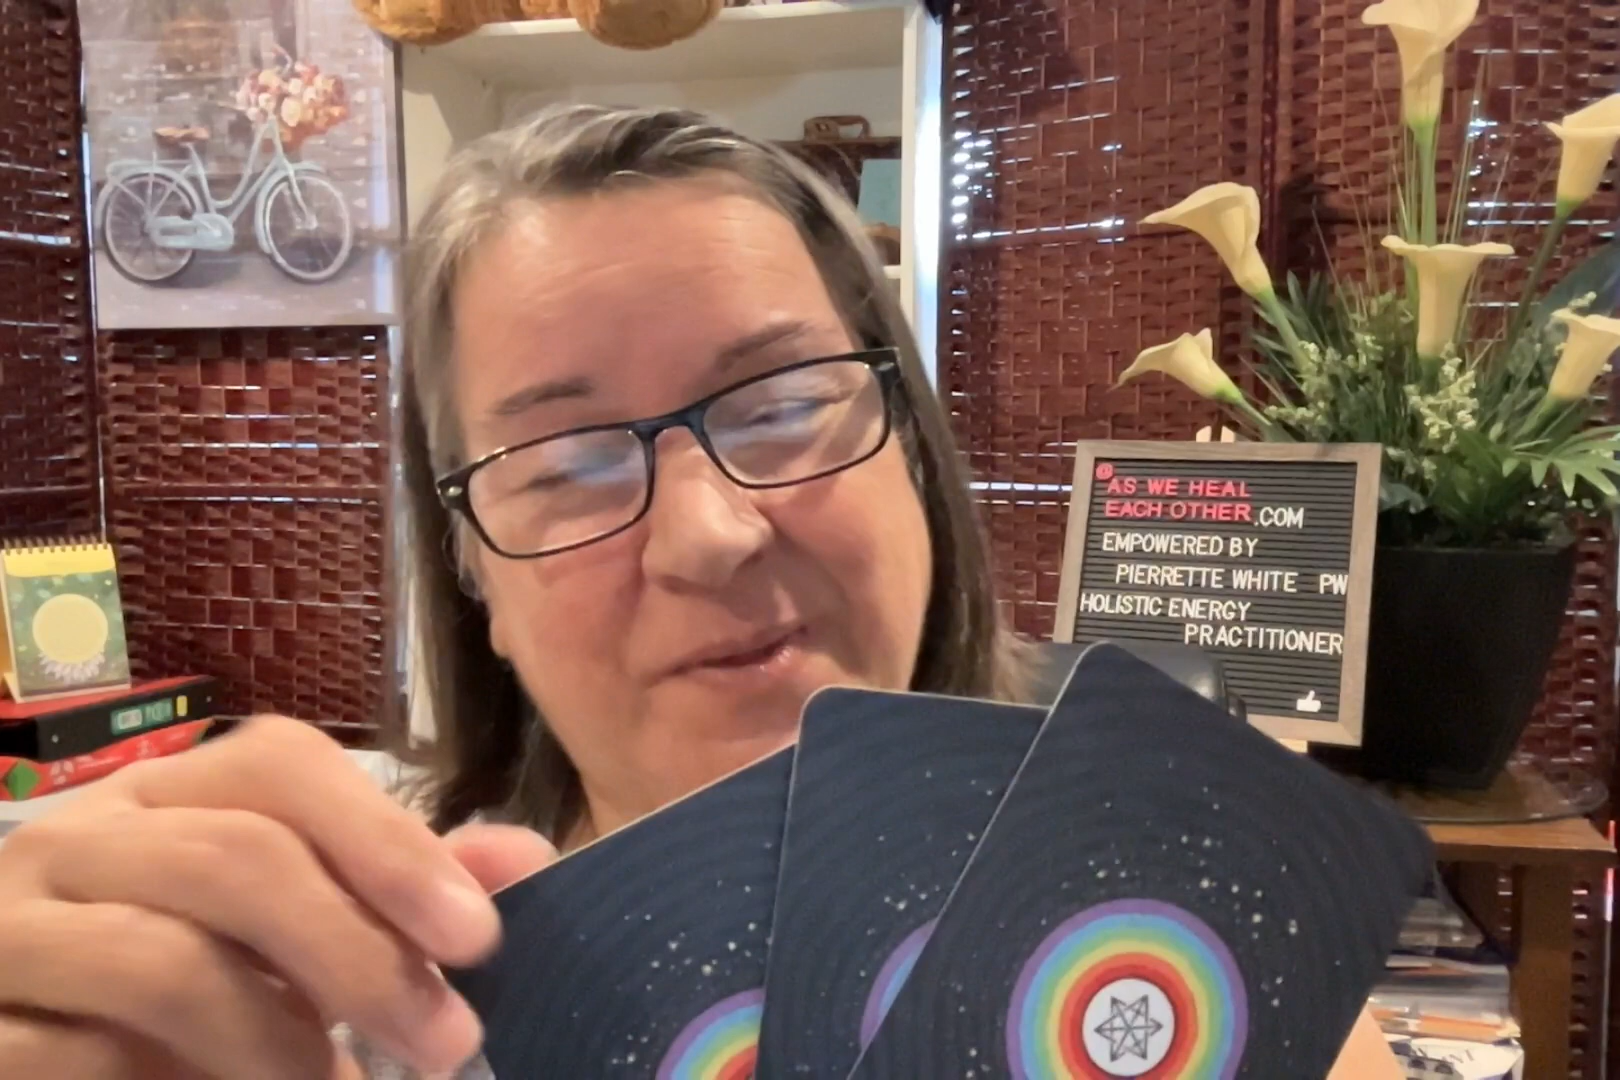 @
AS WE HEAL
EACH OTHER.COM
EMPOWERED BY
PIERRETTE WHITE PW
HOLISTIC ENERGY
PRACTITIONER